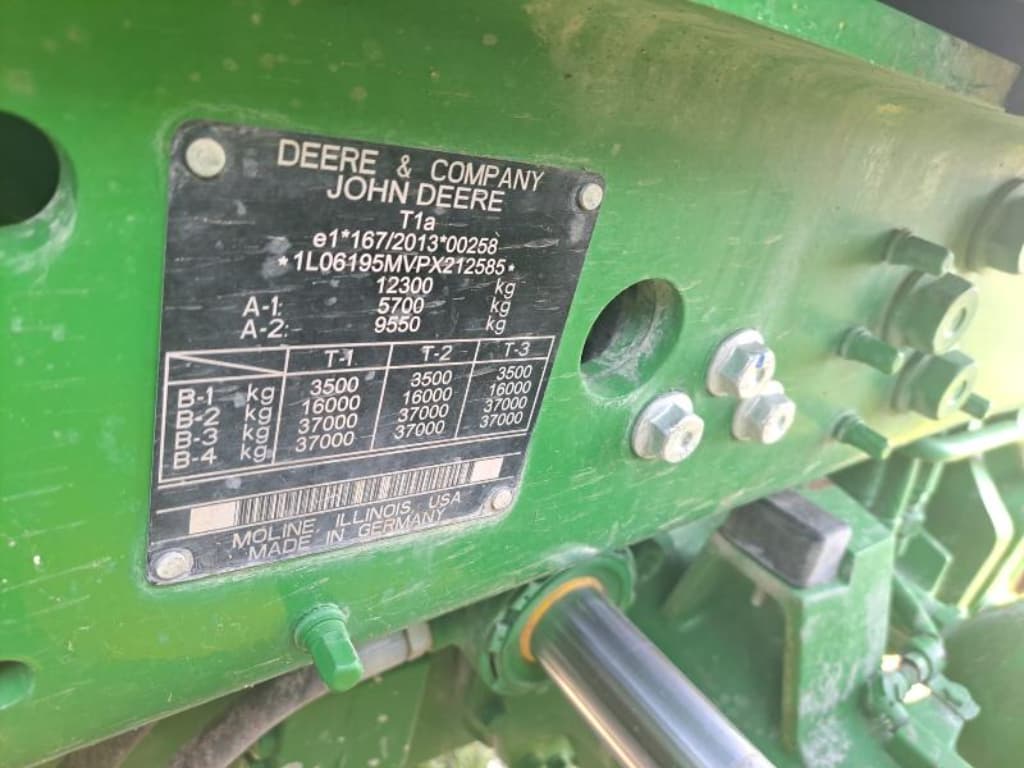 DEERE & COMPANY
JOHN DEERE
T1a
e1*167/2013*00258
*1L06195MVPX212585*
12300 kg
A-1: 5700 kg
A-2: 9550 kg
T-1 T-2 T-3
B-1 kg 3500 3500 3500
B-2 kg 16000 16000 16000
B-3 kg 37000 37000 37000
B-4 kg 37000 37000 37000
MOLINE, ILLINOIS, USA
MADE IN GERMANY